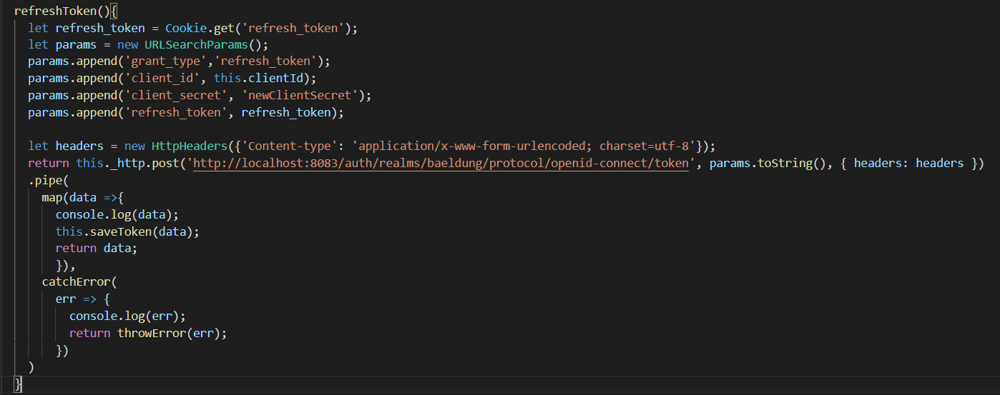 refreshToken(){
let refresh_token = Cookie.get('refresh_token');
let params = new URLSearchParams();
params.append('grant_type','refresh_token');
params.append('client_id', this.clientId);
params.append('client_secret', 'newClientSecret');
params.append('refresh_token', refresh_token);
let headers = new HttpHeaders({'Content-type': 'application/x-www-form-urlencoded; charset=utf-8'});
return this._http.post('http://localhost:8083/auth/realms/baeldung/protocol/openid-connect/token', params.toString(), { headers: headers })
.pipe(
map(data =>{
console.log(data);
this.saveToken(data);
return data;
}),
catchError(
err => {
console.log(err);
return throwError(err);
})
)
}